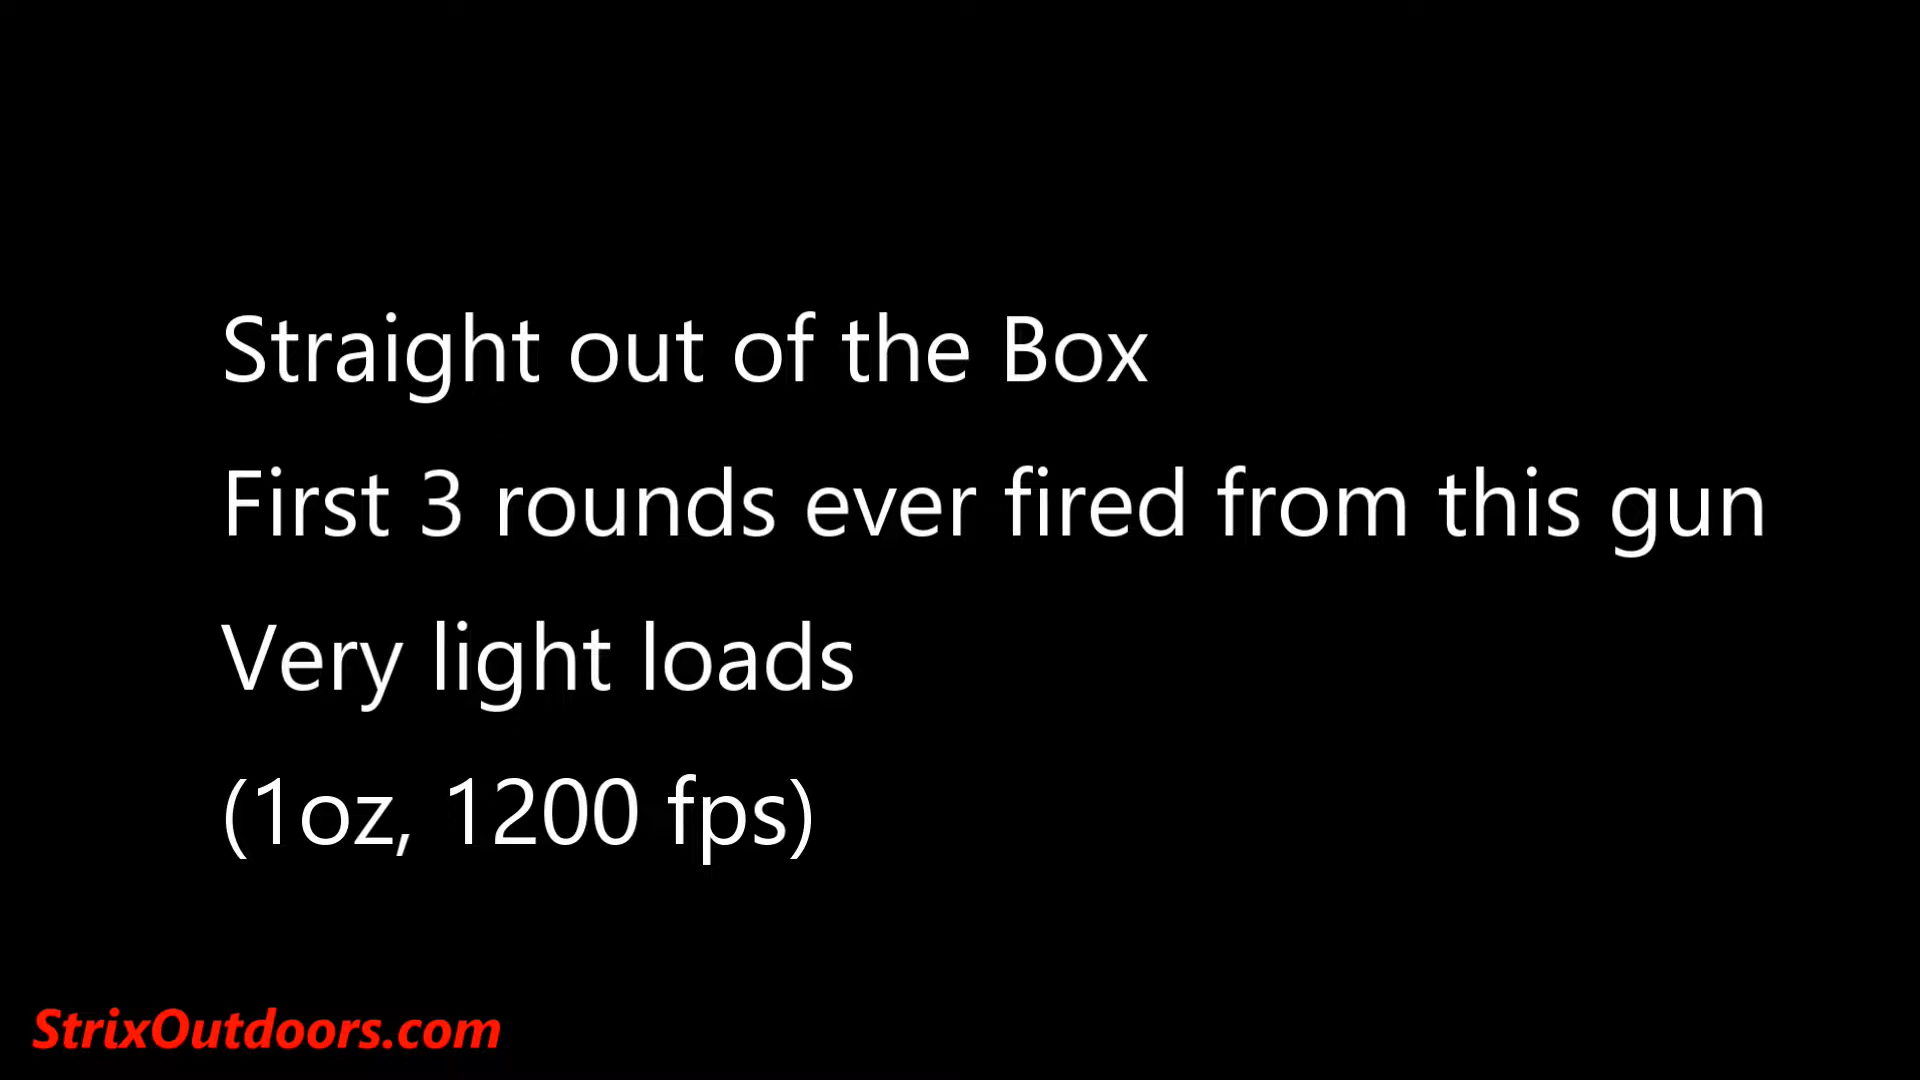 Straight out of the Box
First 3 rounds ever fired from this gun
Very light loads
(1oz, 1200 fps)
StrixOutdoors.com